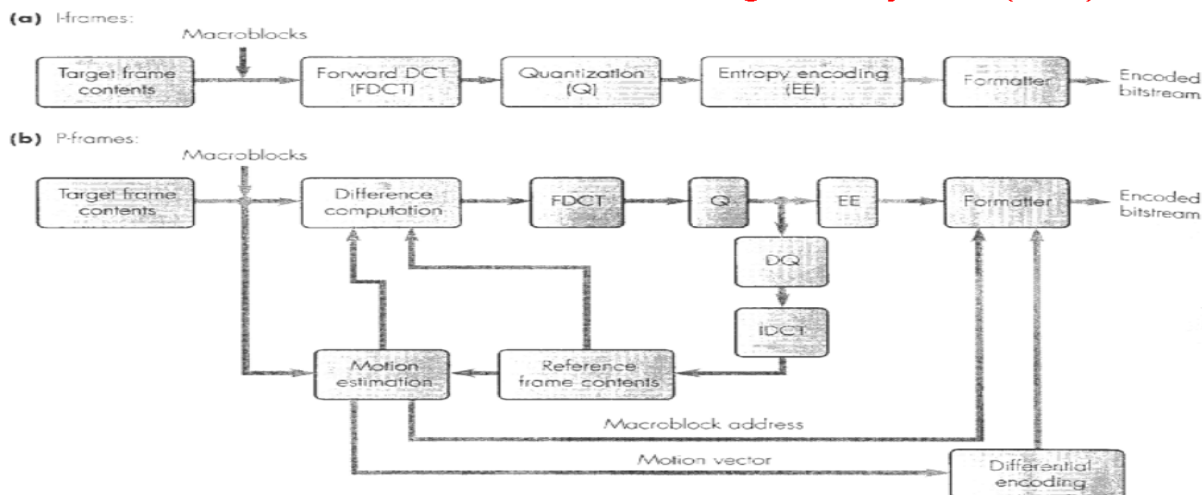 (a) I-frames:
Macroblocks
Target frame
contents
Forward DCT
(FDCT)
Quantization
(Q)
Entropy encoding
(EE)
Formatter
Encoded
bitstream
(b) P-frames:
Macroblocks
Target frame
contents
Difference
computation
FDCT
Q
EE
Formatter
Encoded
bitstream
DQ
IDCT
Motion
estimation
Reference
frame contents
Macroblock address
Motion vector
Differential
encoding